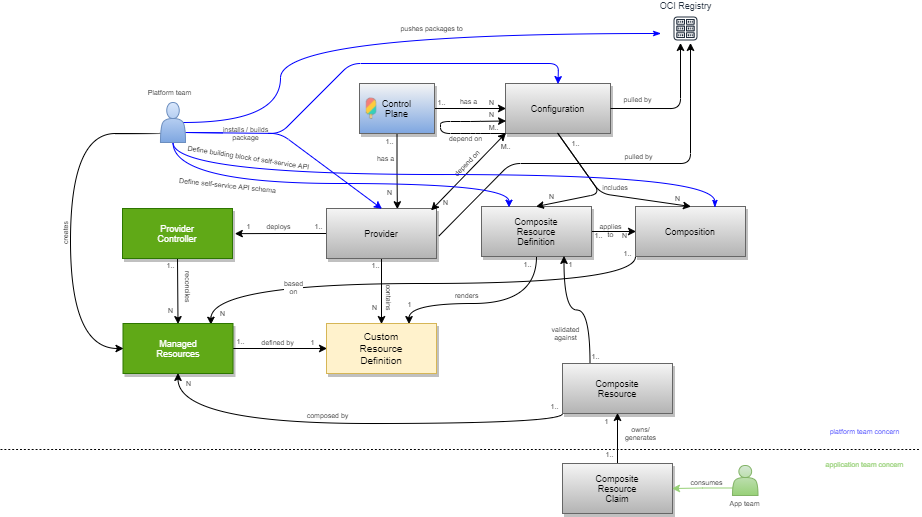 OCI Registry
pushes packages to
Platform team
Control
Plane
1..
has a
N
Configuration
pulled by
N
M..
depend on
installs / builds
package
1..
has a
N
M..
depend on
N
1..
pulled by
Define building block of self-service API
Define self-service API schema
includes
N
N
creates
Provider
Controller
1
deploys
1..
Provider
Composite
Resource
Definition
applies
to
1..
N
Composition
1..
reconciles
N
1..
contains
N
1..
1
1..
based
on
N
renders
1
Managed
Resources
1..
defined by
1
Custom
Resource
Definition
validated
against
1..
N
composed by
1..
Composite
Resource
1
owns/
generates
1..
platform team concern
application team concern
Composite
Resource
Claim
consumes
App team